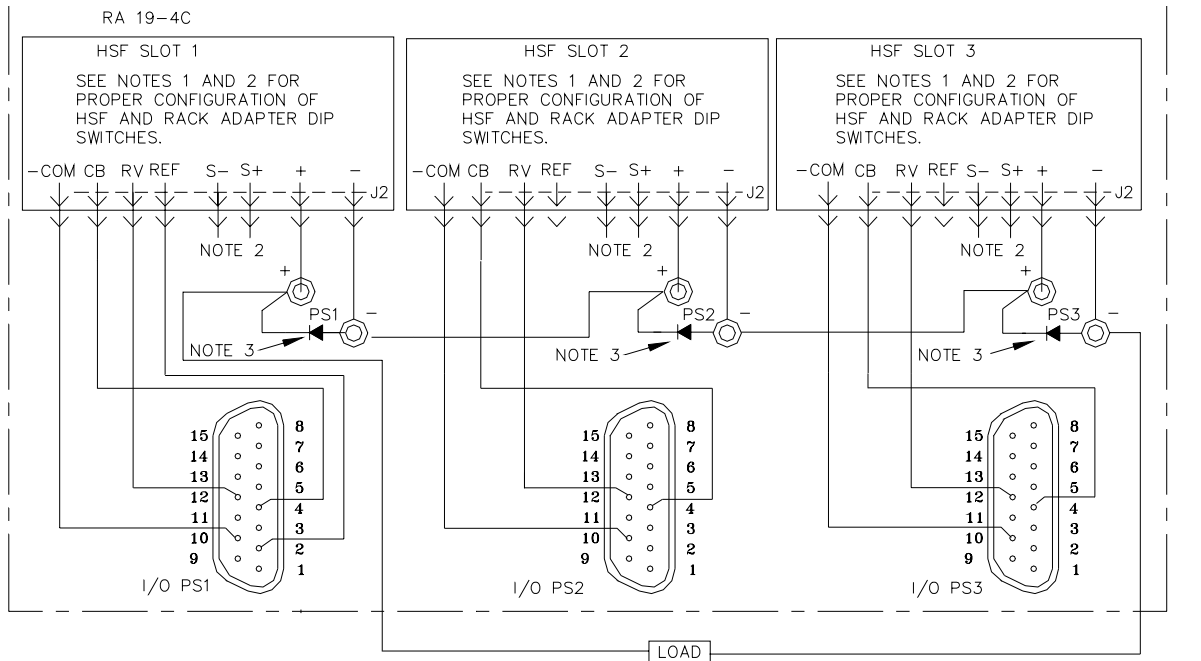 RA 19-4C
HSF SLOT 1
SEE NOTES 1 AND 2 FOR
PROPER CONFIGURATION OF
HSF AND RACK ADAPTER DIP
SWITCHES.
-COM CB RV REF S- S+ + -
J2
NOTE 2
+
PS1
-
NOTE 3
15
14
13
12
11
10
9
8
7
6
5
4
3
2
1
I/O PS1
HSF SLOT 2
SEE NOTES 1 AND 2 FOR
PROPER CONFIGURATION OF
HSF AND RACK ADAPTER DIP
SWITCHES.
-COM CB RV REF S- S+ + -
J2
NOTE 2
+
PS2
-
NOTE 3
15
14
13
12
11
10
9
8
7
6
5
4
3
2
1
I/O PS2
HSF SLOT 3
SEE NOTES 1 AND 2 FOR
PROPER CONFIGURATION OF
HSF AND RACK ADAPTER DIP
SWITCHES.
-COM CB RV REF S- S+ + -
J2
NOTE 2
+
PS3
-
NOTE 3
15
14
13
12
11
10
9
8
7
6
5
4
3
2
1
I/O PS3
LOAD